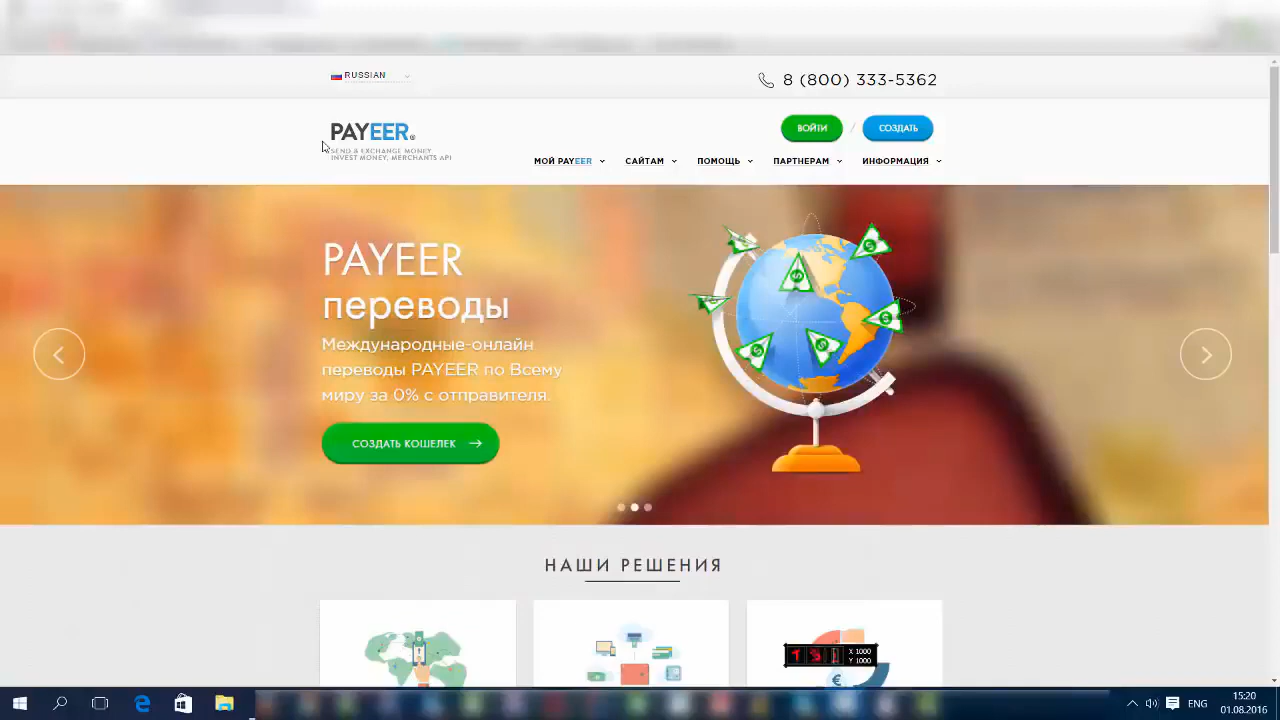 RUSSIAN
8 (800) 333-5362
PAYEER®
SEND & EXCHANGE MONEY
INVEST MONEY, MERCHANTS API
ВОЙТИ / СОЗДАТЬ
МОЙ PAYEER САЙТАМ ПОМОЩЬ ПАРТНЕРАМ ИНФОРМАЦИЯ
PAYEER
переводы
Международные-онлайн
переводы PAYEER по Всему
миру за 0% с отправителя.
СОЗДАТЬ КОШЕЛЕК
НАШИ РЕШЕНИЯ
X 1000
Y 1000
ENG
15:20
01.08.2016